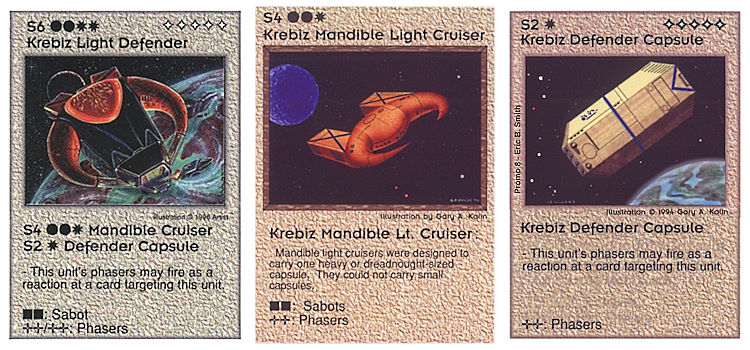 S6 ●●✷✷ ✧✧✧✧✧
Krebiz Light Defender
Illustration © 1996 Artist
S4 ●●✷ Mandible Cruiser
S2 ✷ Defender Capsule
- This unit's phasers may fire as a
reaction at a card targeting this unit.
■■: Sabot
✛✛/✛✛: Phasers
S4 ●●✷
Krebiz Mandible Light Cruiser
Illustration by Gary A. Kalin
Krebiz Mandible Lt. Cruiser
Mandible light cruisers were designed to
carry one heavy or dreadnought-sized
capsule. They could not carry small
capsules.
■■: Sabots
✛✛: Phasers
S2 ✷ ✧✧✧✧✧
Krebiz Defender Capsule
Promo 8 - Eric B. Smith
Illustration © 1994 Gary A. Kalin
Krebiz Defender Capsule
- This unit's phasers may fire as a
reaction at a card targeting this unit.
✛✛: Phasers